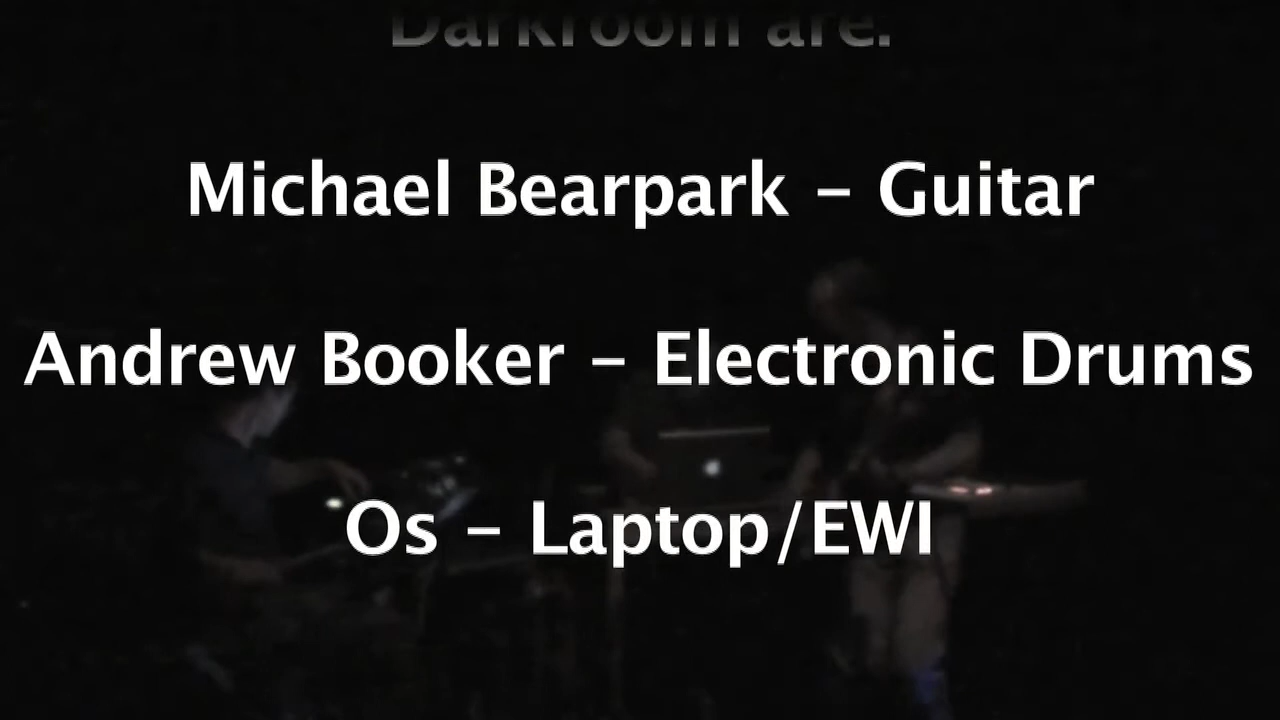 Darkroom are:
Michael Bearpark - Guitar
Andrew Booker - Electronic Drums
Os - Laptop/EWI